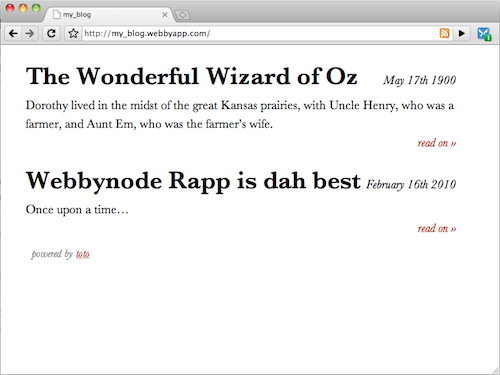 my_blog
http://my_blog.webbyapp.com/
The Wonderful Wizard of Oz May 17th 1900
Dorothy lived in the midst of the great Kansas prairies, with Uncle Henry, who was a
farmer, and Aunt Em, who was the farmer's wife.
read on »
Webbynode Rapp is dah best February 16th 2010
Once upon a time…
read on »
powered by toto